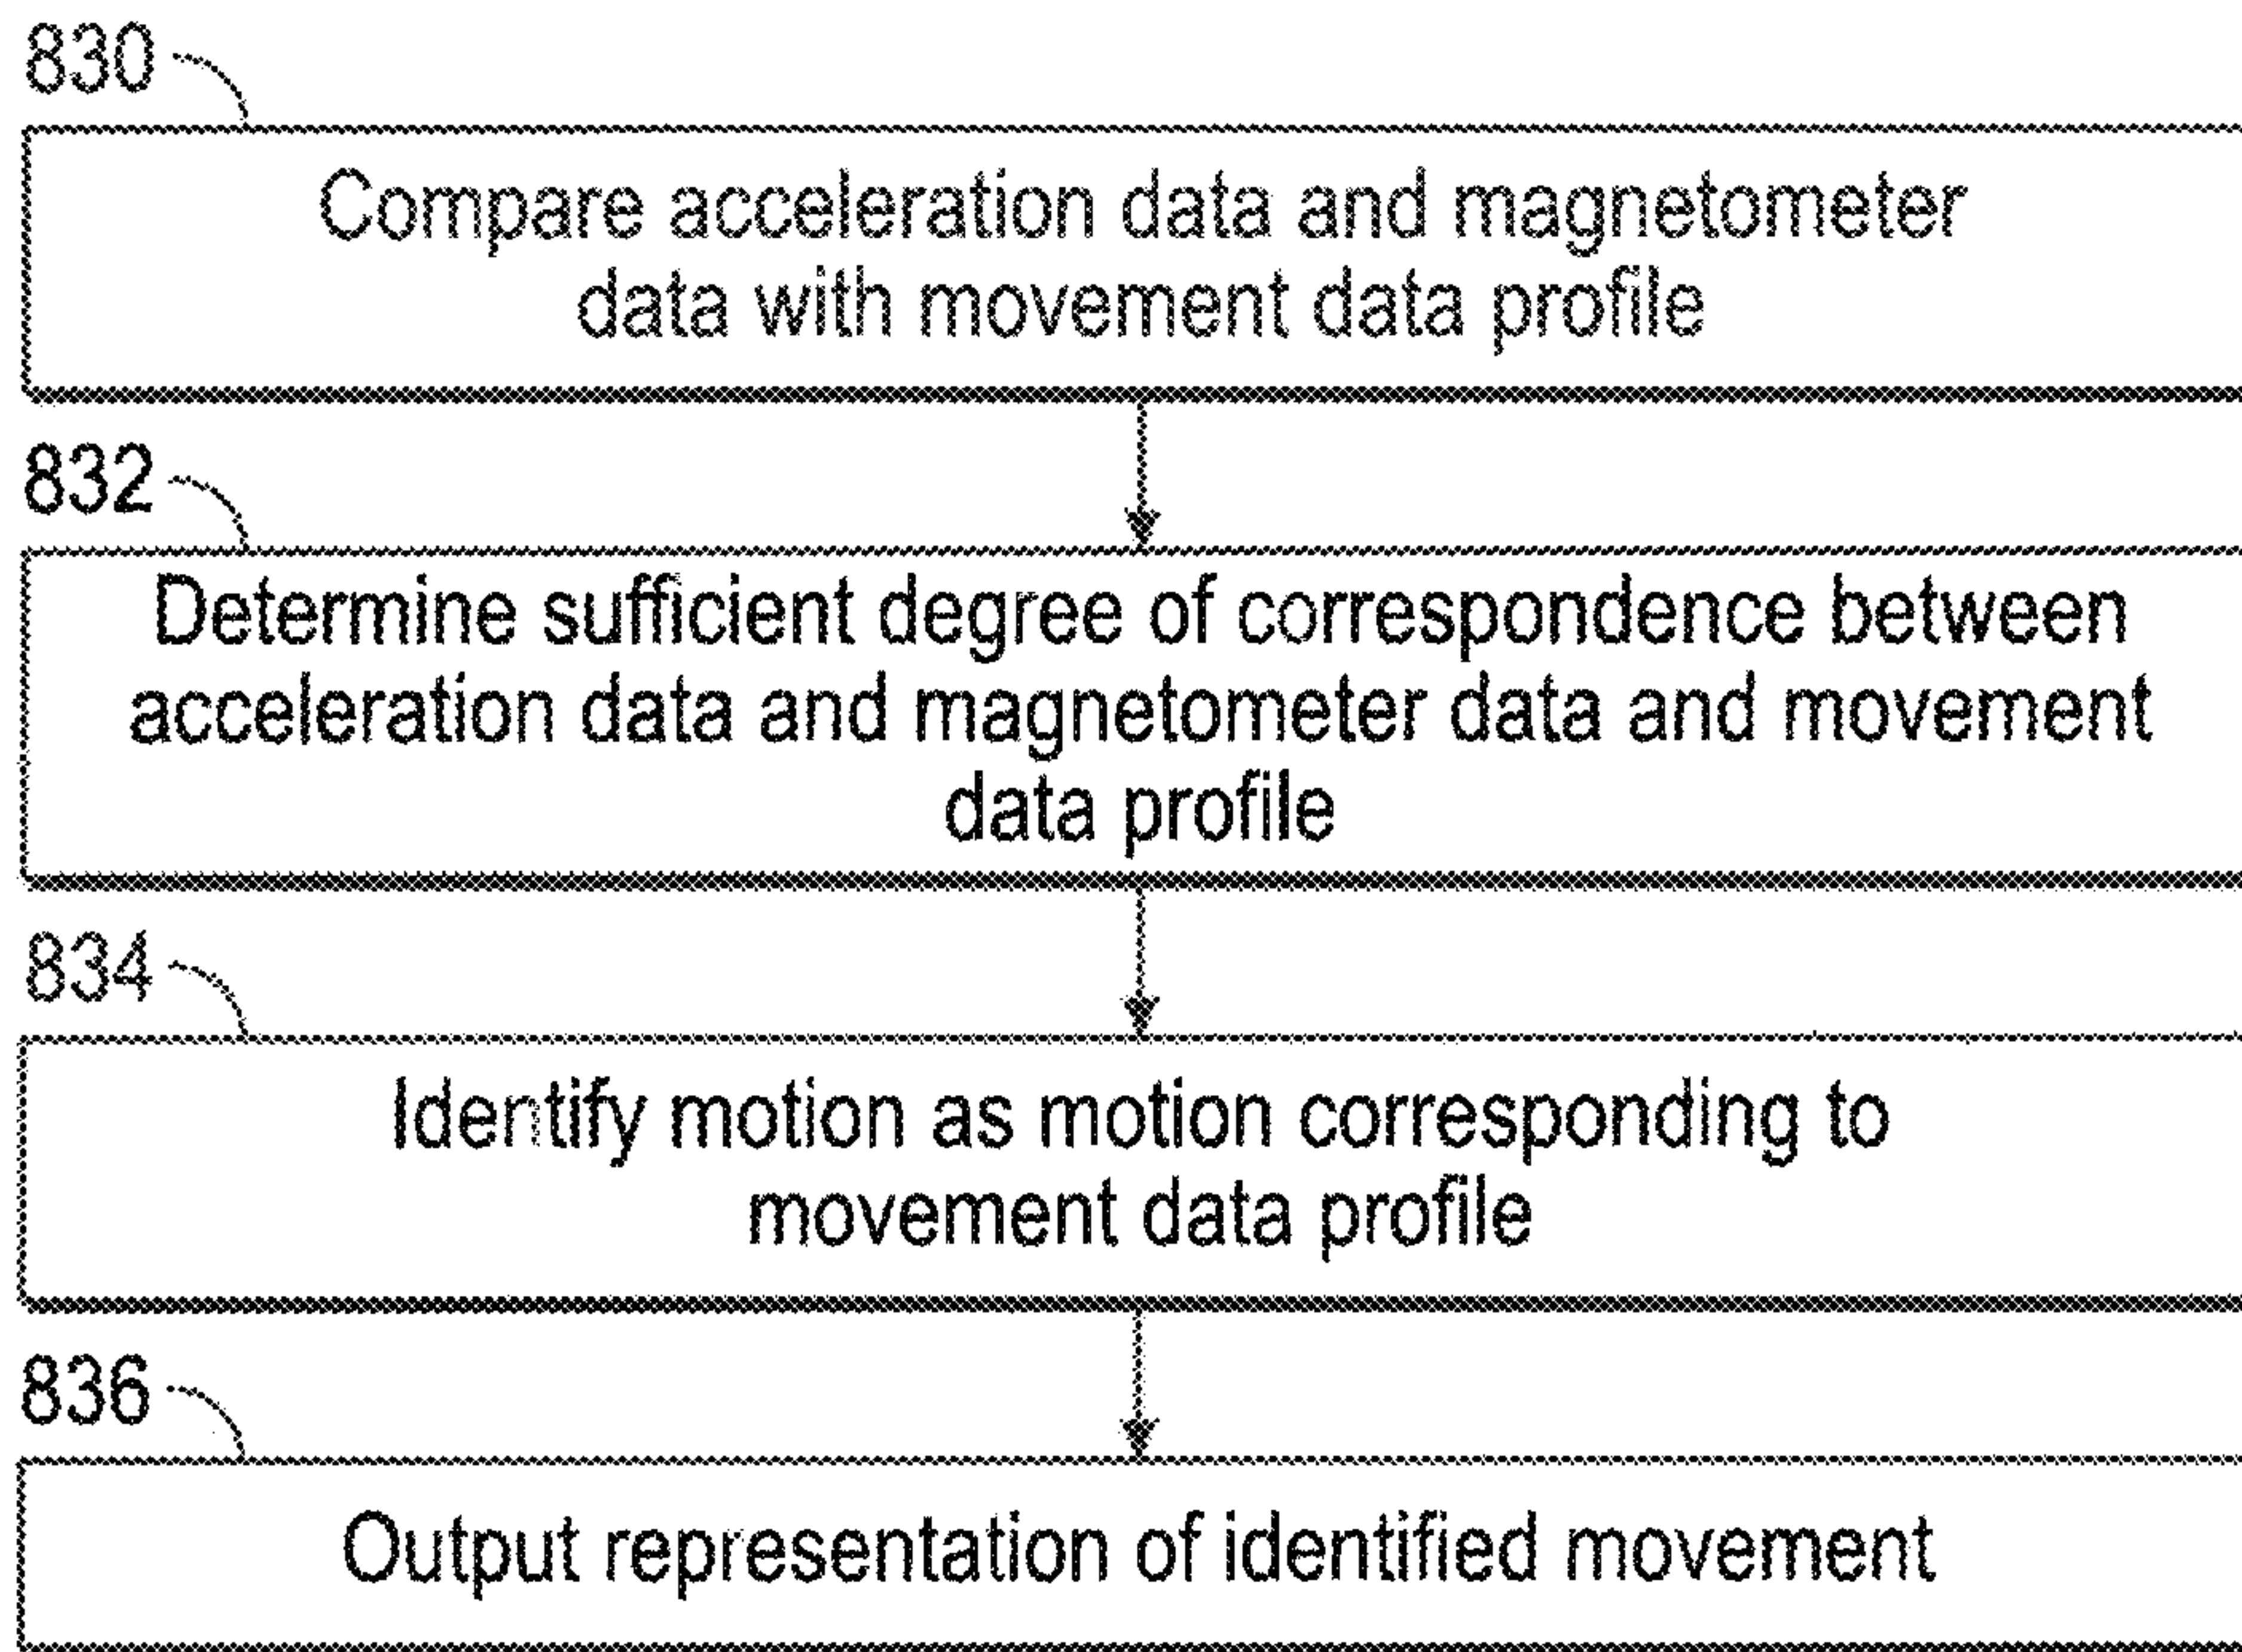 830
Compare acceleration data and magnetometer
data with movement data profile
832
Determine sufficient degree of correspondence between
acceleration data and magnetometer data and movement
data profile
834
Identify motion as motion corresponding to
movement data profile
836
Output representation of identified movement